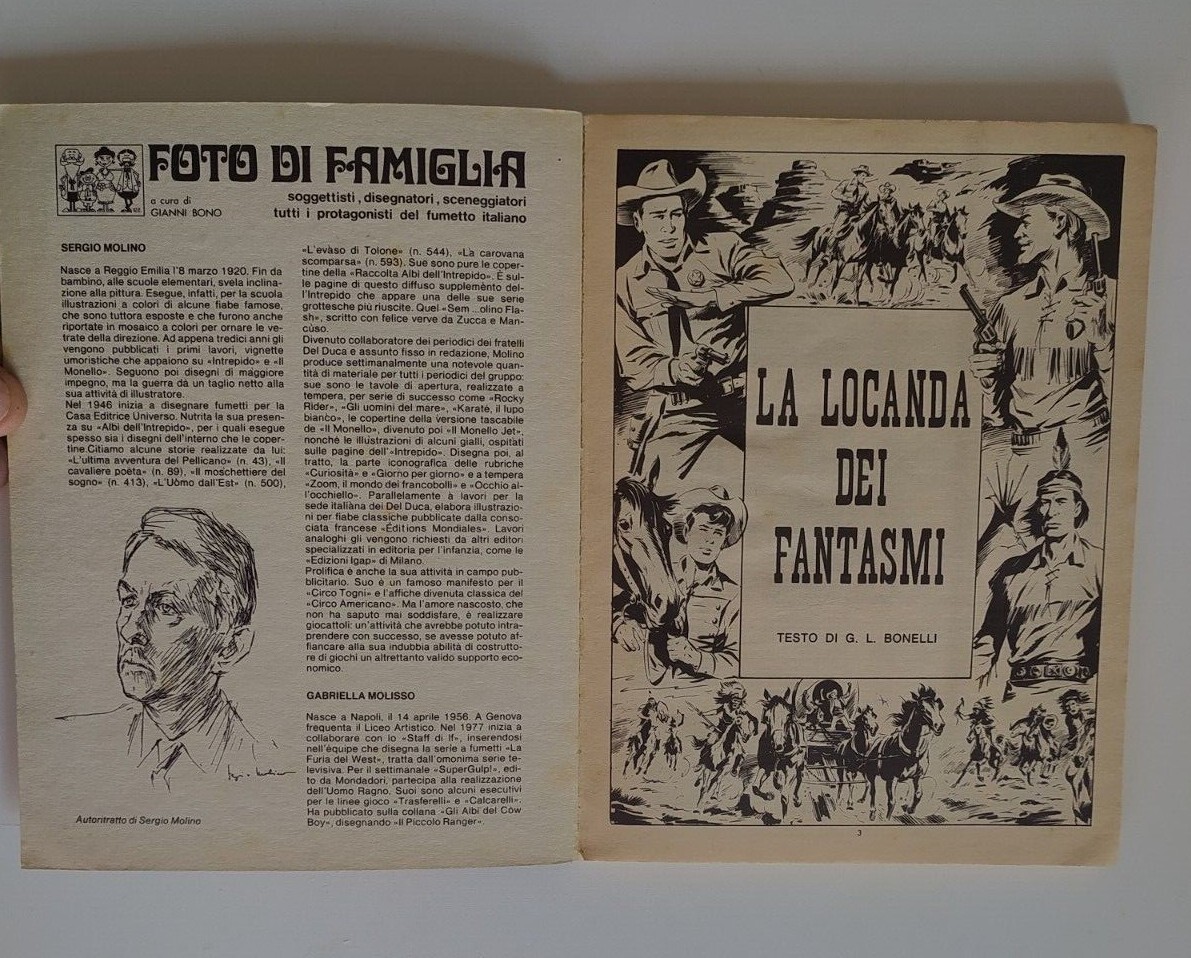 FOTO DI FAMIGLIA
a cura di
GIANNI BONO
soggettisti, disegnatori, sceneggiatori
tutti i protagonisti del fumetto italiano
SERGIO MOLINO
Nasce a Reggio Emilia l'8 marzo 1920. Fin da
bambino, alle scuole elementari, svela inclina-
zione alla pittura. Esegue, infatti, per la scuola
illustrazioni a colori di alcune fiabe famose,
che sono tuttora esposte e che furono anche
riportate in mosaico a colori per ornare le ve-
trate della direzione. Ad appena tredici anni gli
vengono pubblicati i primi lavori, vignette
umoristiche che appaiono su «Intrepido» e «Il
Monello». Seguono poi disegni di maggiore
impegno, ma la guerra dà un taglio netto alla
sua attività di illustratore.
Nel 1946 inizia a disegnare fumetti per la
Casa Editrice Universo. Nutrita la sua presen-
za su «Albi dell'Intrepido», per i quali esegue
spesso sia i disegni dell'interno che le coper-
tine.Citiamo alcune storie realizzate da lui:
«L'ultima avventura del Pellicano» (n. 43), «Il
cavaliere poeta» (n. 89), «Il moschettiere del
sogno» (n. 413), «L'Uomo dall'Est» (n. 500),
Autoritratto di Sergio Molino
«L'evaso di Tolone» (n. 544), «La carovana
scomparsa» (n. 593). Sue sono pure le coper-
tine della «Raccolta Albi dell'Intrepido». È sul-
le pagine di questo diffuso supplemento del-
l'Intrepido che appare una delle sue serie
grottesche più riuscite. Quel «Sem ...olino Fla-
sh», scritto con felice verve da Zucca e Man-
cuso.
Divenuto collaboratore dei periodici dei fratelli
Del Duca e assunto fisso in redazione, Molino
produce settimanalmente una notevole quan-
tità di materiale per tutti i periodici del gruppo:
sue sono le tavole di apertura, realizzate a
tempera, per serie di successo come «Rocky
Rider», «Gli uomini del mare», «Karatè, il lupo
bianco», le copertine della versione tascabile
de «Il Monello», divenuto poi «Il Monello Jet»,
nonché le illustrazioni di alcuni gialli, ospitati
sulle pagine dell'«Intrepido». Disegna poi, al
tratto, la parte iconografica delle rubriche
«Curiosità» e «Giorno per giorno» e a tempera
«Zoom, il mondo dei francobolli» e «Occhio al-
l'occhiello». Parallelamente à lavori per la
sede italiana dei Del Duca, elabora illustrazio-
ni per fiabe classiche pubblicate dalla conso-
ciata francese «Éditions Mondiales». Lavori
analoghi gli vengono richiesti da altri editori
specializzati in editoria per l'infanzia, come le
«Edizioni Igap» di Milano.
Prolifica è anche la sua attività in campo pub-
blicitario. Suo è un famoso manifesto per il
«Circo Togni» e l'affiche divenuta classica del
«Circo Americano». Ma l'amore nascosto, che
non ha saputo mai soddisfare, è realizzare
giocattoli: un'attività che avrebbe potuto intra-
prendere con successo, se avesse potuto af-
fiancare alla sua indubbia abilità di costrutto-
re di giochi un altrettanto valido supporto eco-
nomico.
GABRIELLA MOLISSO
Nasce a Napoli, il 14 aprile 1956. A Genova
frequenta il Liceo Artistico. Nel 1977 inizia a
collaborare con lo «Staff di If», inserendosi
nell'équipe che disegna la serie a fumetti «La
Furia del West», tratta dall'omonima serie te-
levisiva. Per il settimanale «SuperGulp!», edi-
to da Mondadori, partecipa alla realizzazione
dell'Uomo Ragno. Suoi sono alcuni esecutivi
per le linee gioco «Trasferelli» e «Calcarelli».
Ha pubblicato sulla collana «Gli Albi del Cow
Boy», disegnando «Il Piccolo Ranger».
LA LOCANDA
DEI
FANTASMI
TESTO DI G. L. BONELLI
3